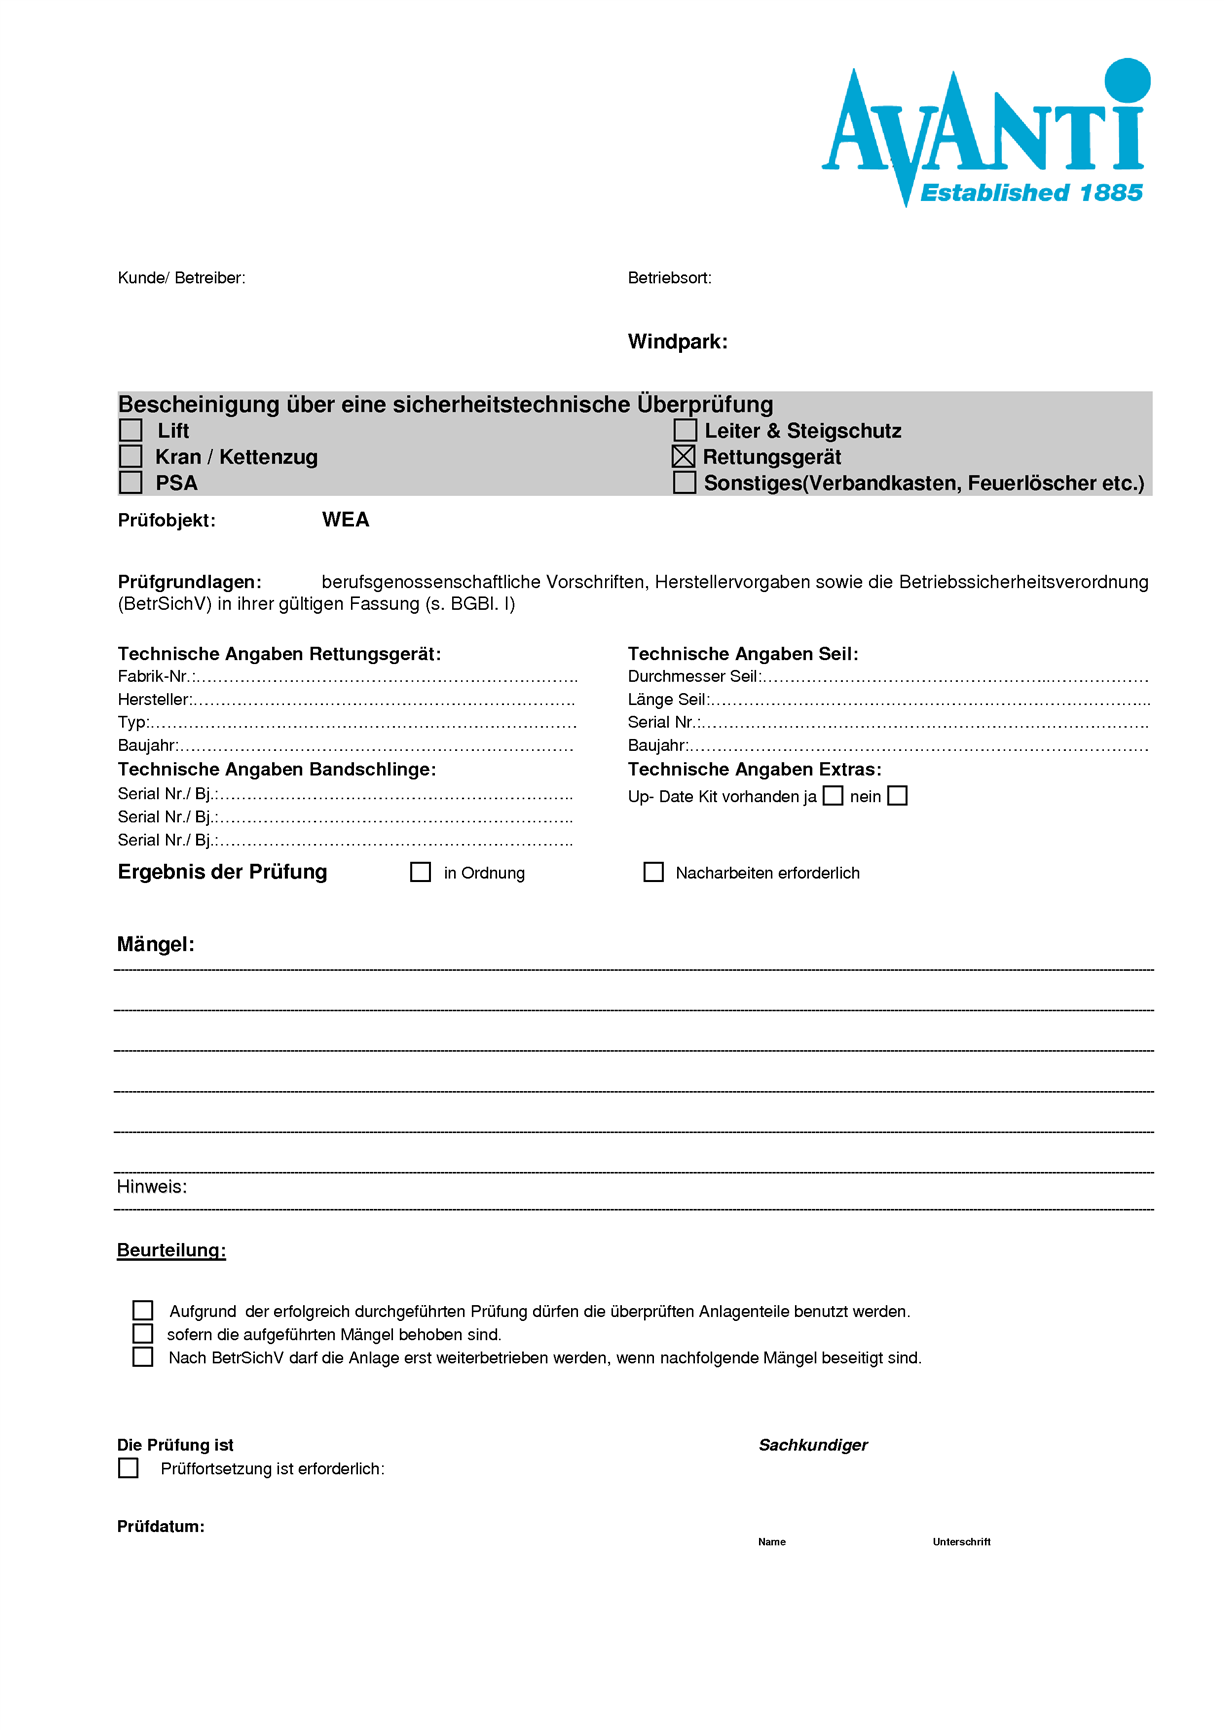 AVANTI
Established 1885
Kunde/ Betreiber: Betriebsort:
Windpark:
Bescheinigung über eine sicherheitstechnische Überprüfung
Lift Leiter & Steigschutz
Kran / Kettenzug Rettungsgerät
PSA Sonstiges(Verbandkasten, Feuerlöscher etc.)
Prüfobjekt: WEA
Prüfgrundlagen: berufsgenossenschaftliche Vorschriften, Herstellervorgaben sowie die Betriebssicherheitsverordnung
(BetrSichV) in ihrer gültigen Fassung (s. BGBl. I)
Technische Angaben Rettungsgerät: Technische Angaben Seil:
Fabrik-Nr.:…………………………………………………………. Durchmesser Seil:……………………………………………..………………
Hersteller:……………………………………………………………. Länge Seil:……………………………………………………………………...
Typ:…………………………………………………………………… Serial Nr.:……………………………………………………………………….
Baujahr:……………………………………………………………… Baujahr:…………………………………………………………………………
Technische Angaben Bandschlinge: Technische Angaben Extras:
Serial Nr./ Bj.:……………………………………………………….. Up- Date Kit vorhanden ja nein
Serial Nr./ Bj.:………………………………………………………..
Serial Nr./ Bj.:………………………………………………………..
Ergebnis der Prüfung in Ordnung Nacharbeiten erforderlich
Mängel:
Hinweis:
Beurteilung:
Aufgrund der erfolgreich durchgeführten Prüfung dürfen die überprüften Anlagenteile benutzt werden.
sofern die aufgeführten Mängel behoben sind.
Nach BetrSichV darf die Anlage erst weiterbetrieben werden, wenn nachfolgende Mängel beseitigt sind.
Die Prüfung ist Sachkundiger
Prüffortsetzung ist erforderlich:
Prüfdatum:
Name Unterschrift